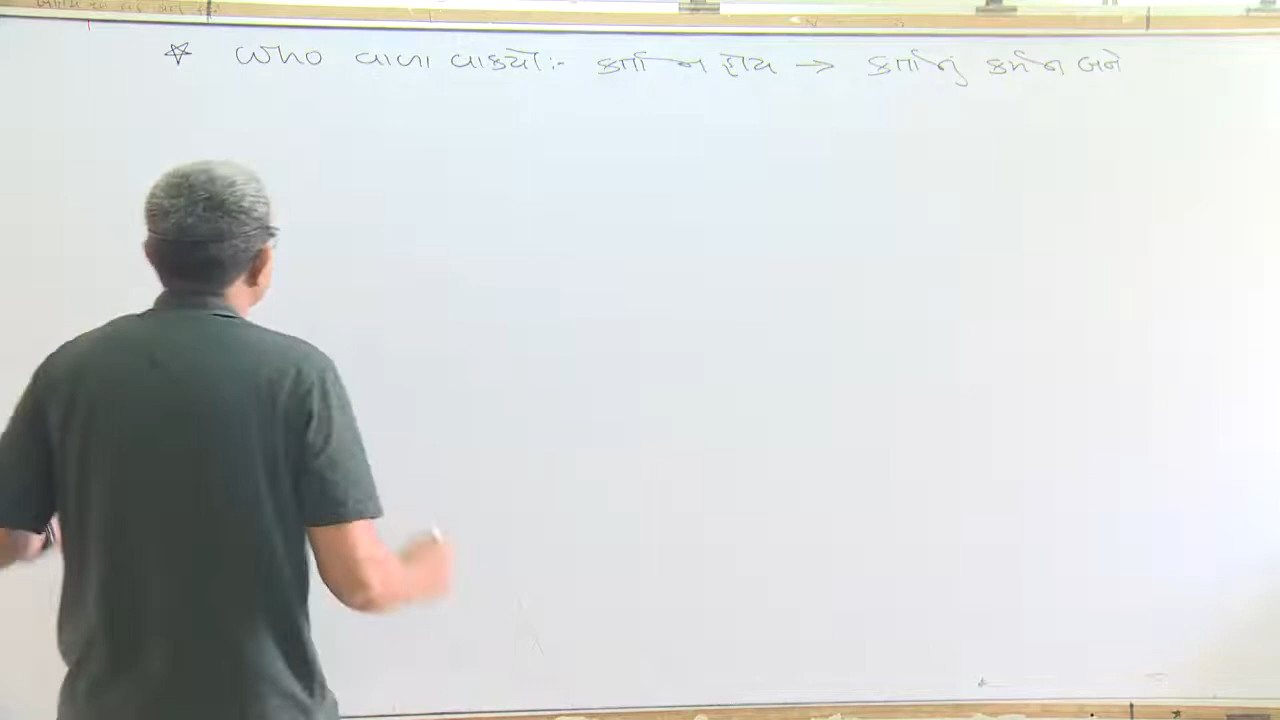 ☆ Who વાળા વાક્યો:- કર્તા ન હોય → કર્તાનું કર્મ ન બને